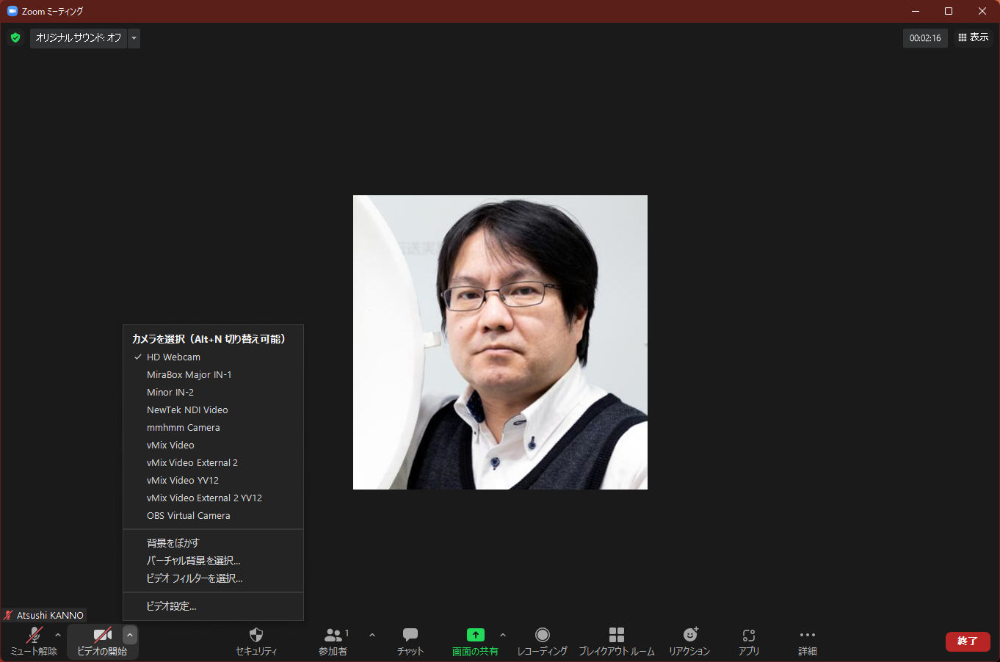 Zoom ミーティング
オリジナル サウンド: オフ
00:02:16
表示
カメラを選択（Alt+N 切り替え可能）
HD Webcam
MiraBox Major IN-1
Minor IN-2
NewTek NDI Video
mmhmm Camera
vMix Video
vMix Video External 2
vMix Video YV12
vMix Video External 2 YV12
OBS Virtual Camera
背景をぼかす
バーチャル背景を選択...
ビデオ フィルターを選択...
ビデオ設定...
Atsushi KANNO
ミュート解除
ビデオの開始
セキュリティ
参加者
1
チャット
画面の共有
レコーディング
ブレイクアウト ルーム
リアクション
アプリ
詳細
終了